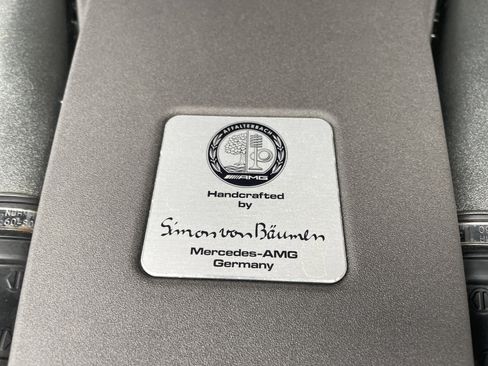 AFFALTERBACH
AMG
Handcrafted
by
Simon von Bäumen
Mercedes-AMG
Germany